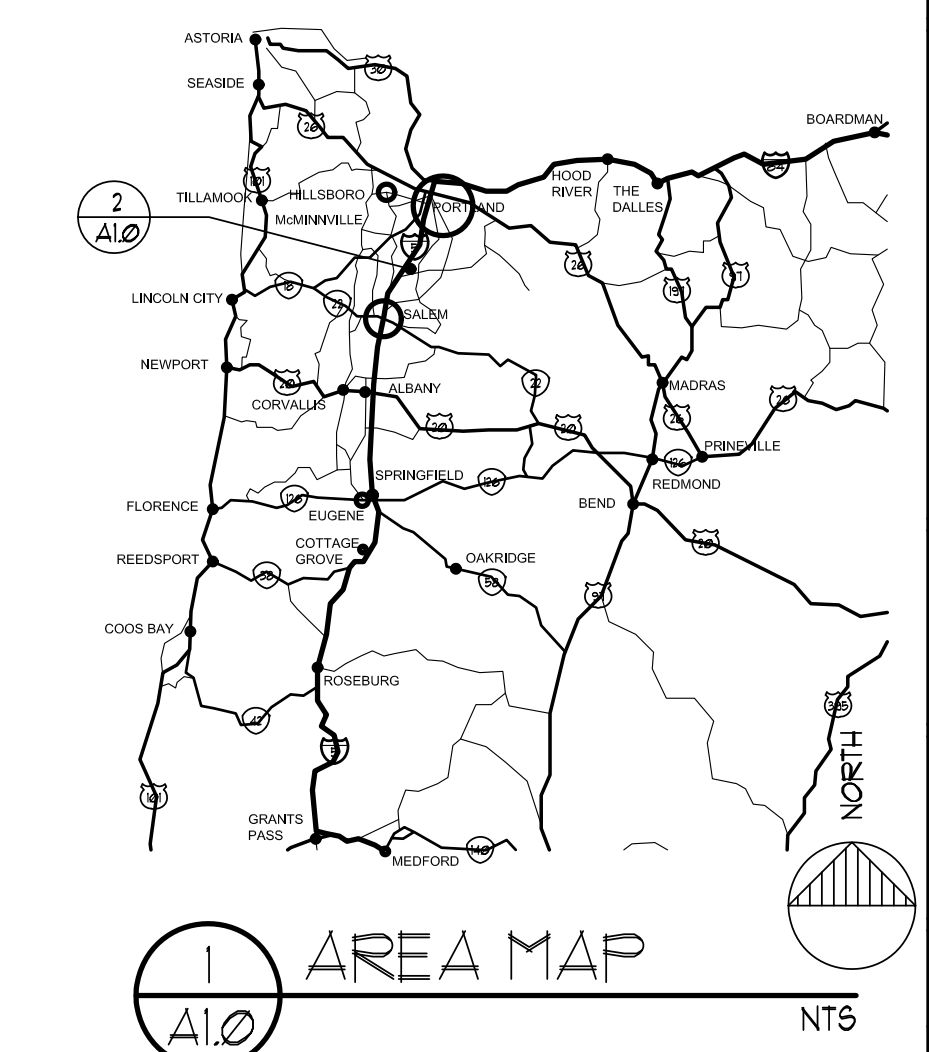 ASTORIA
30
SEASIDE
BOARDMAN
26
84
HOOD
RIVER
THE
DALLES
101
TILLAMOOK
HILLSBORO
PORTLAND
2
A1.0
McMINNVILLE
5
26
197
97
18
22
LINCOLN CITY
SALEM
NEWPORT
20
CORVALLIS
ALBANY
22
MADRAS
26
26
20
20
PRINEVILLE
126
REDMOND
SPRINGFIELD
126
126
EUGENE
FLORENCE
BEND
COTTAGE
GROVE
20
REEDSPORT
OAKRIDGE
38
58
97
COOS BAY
ROSEBURG
42
5
395
NORTH
101
GRANTS
PASS
MEDFORD
140
1
A1.0
AREA MAP
NTS